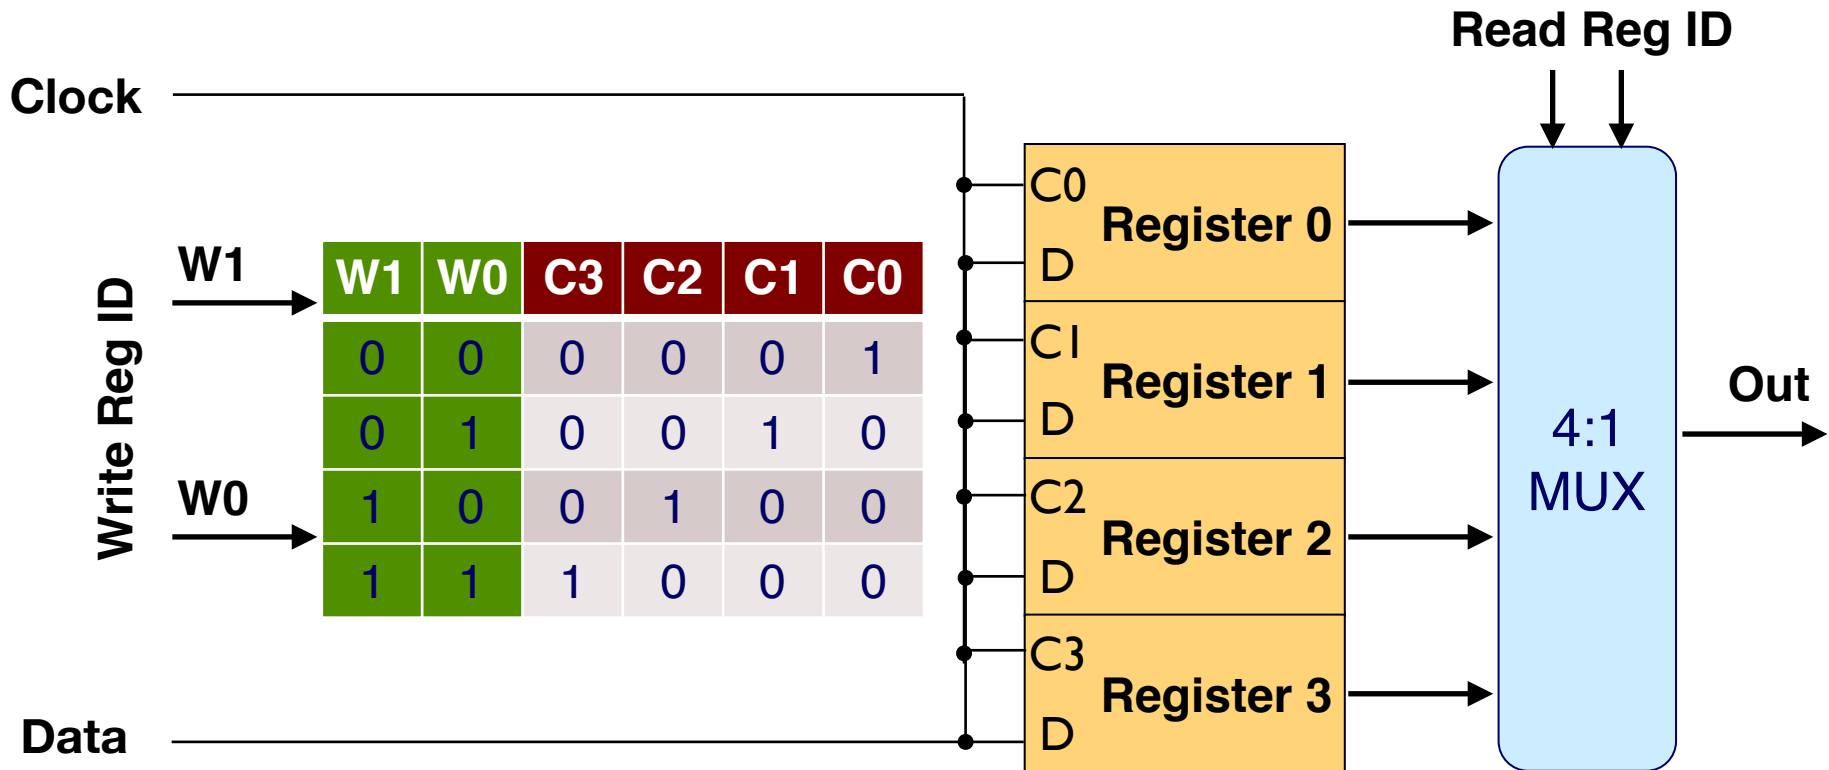 Read Reg ID
Clock
Write Reg ID
W1
W0
W1 W0 C3 C2 C1 C0
0 0 0 0 0 1
0 1 0 0 1 0
1 0 0 1 0 0
1 1 1 0 0 0
C0
Register 0
D
C1
Register 1
D
C2
Register 2
D
C3
Register 3
D
4:1
MUX
Out
Data